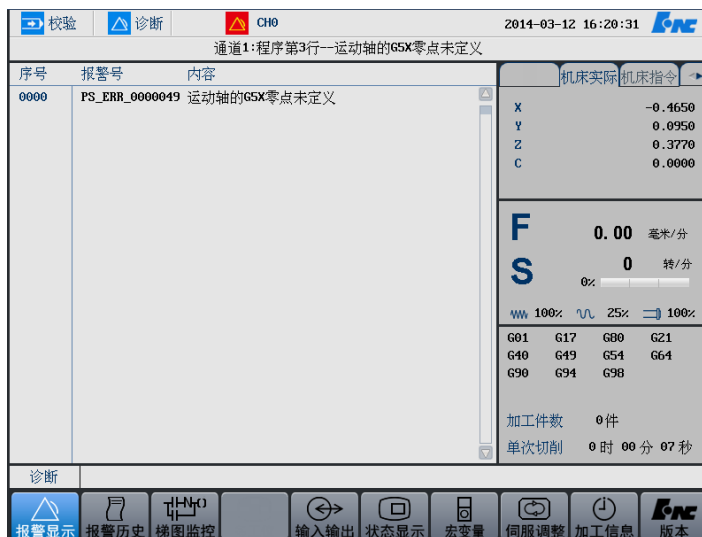 校验 诊断 CH0 2014-03-12 16:20:31 HNC
通道1:程序第3行--运动轴的G5X零点未定义
序号 报警号 内容
0000 PS_ERR_0000049 运动轴的G5X零点未定义
机床实际 机床指令
X -0.4650
Y 0.0950
Z 0.3770
C 0.0000
F 0.00 毫米/分
S 0 转/分
0%
100% 25% 100%
G01 G17 G80 G21
G40 G49 G54 G64
G90 G94 G98
加工件数 0件
单次切削 0时 00分 07秒
诊断
报警显示 报警历史 梯图监控 输入输出 状态显示 宏变量 伺服调整 加工信息 HNC 版本